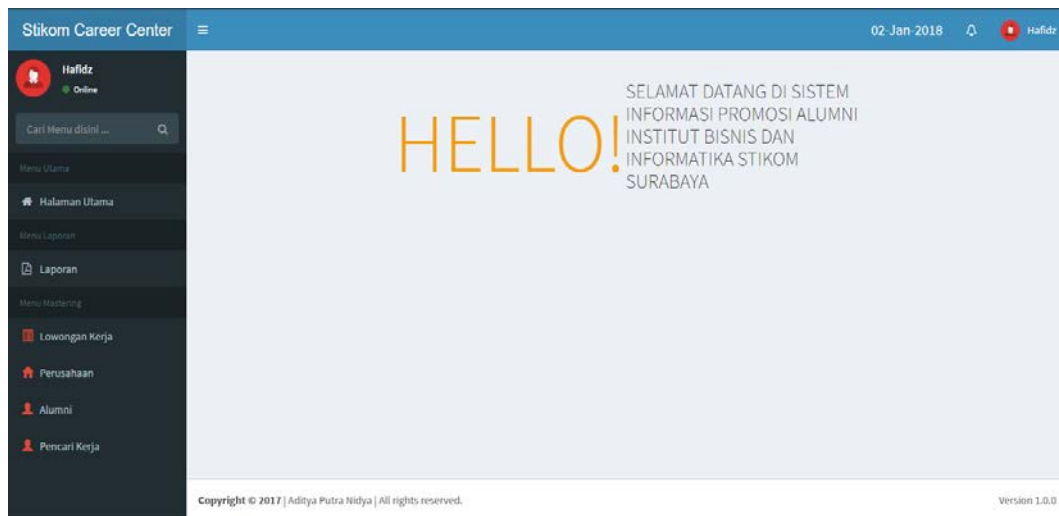 Stikom Career Center
02-Jan-2018
Hafidz
Hafidz
Online
Cari Menu disini ...
Menu Utama
Halaman Utama
Menu Laporan
Laporan
Menu Mastering
Lowongan Kerja
Perusahaan
Alumni
Pencari Kerja
HELLO!
SELAMAT DATANG DI SISTEM
INFORMASI PROMOSI ALUMNI
INSTITUT BISNIS DAN
INFORMATIKA STIKOM
SURABAYA
Copyright © 2017 | Aditya Putra Nidya | All rights reserved.
Version 1.0.0